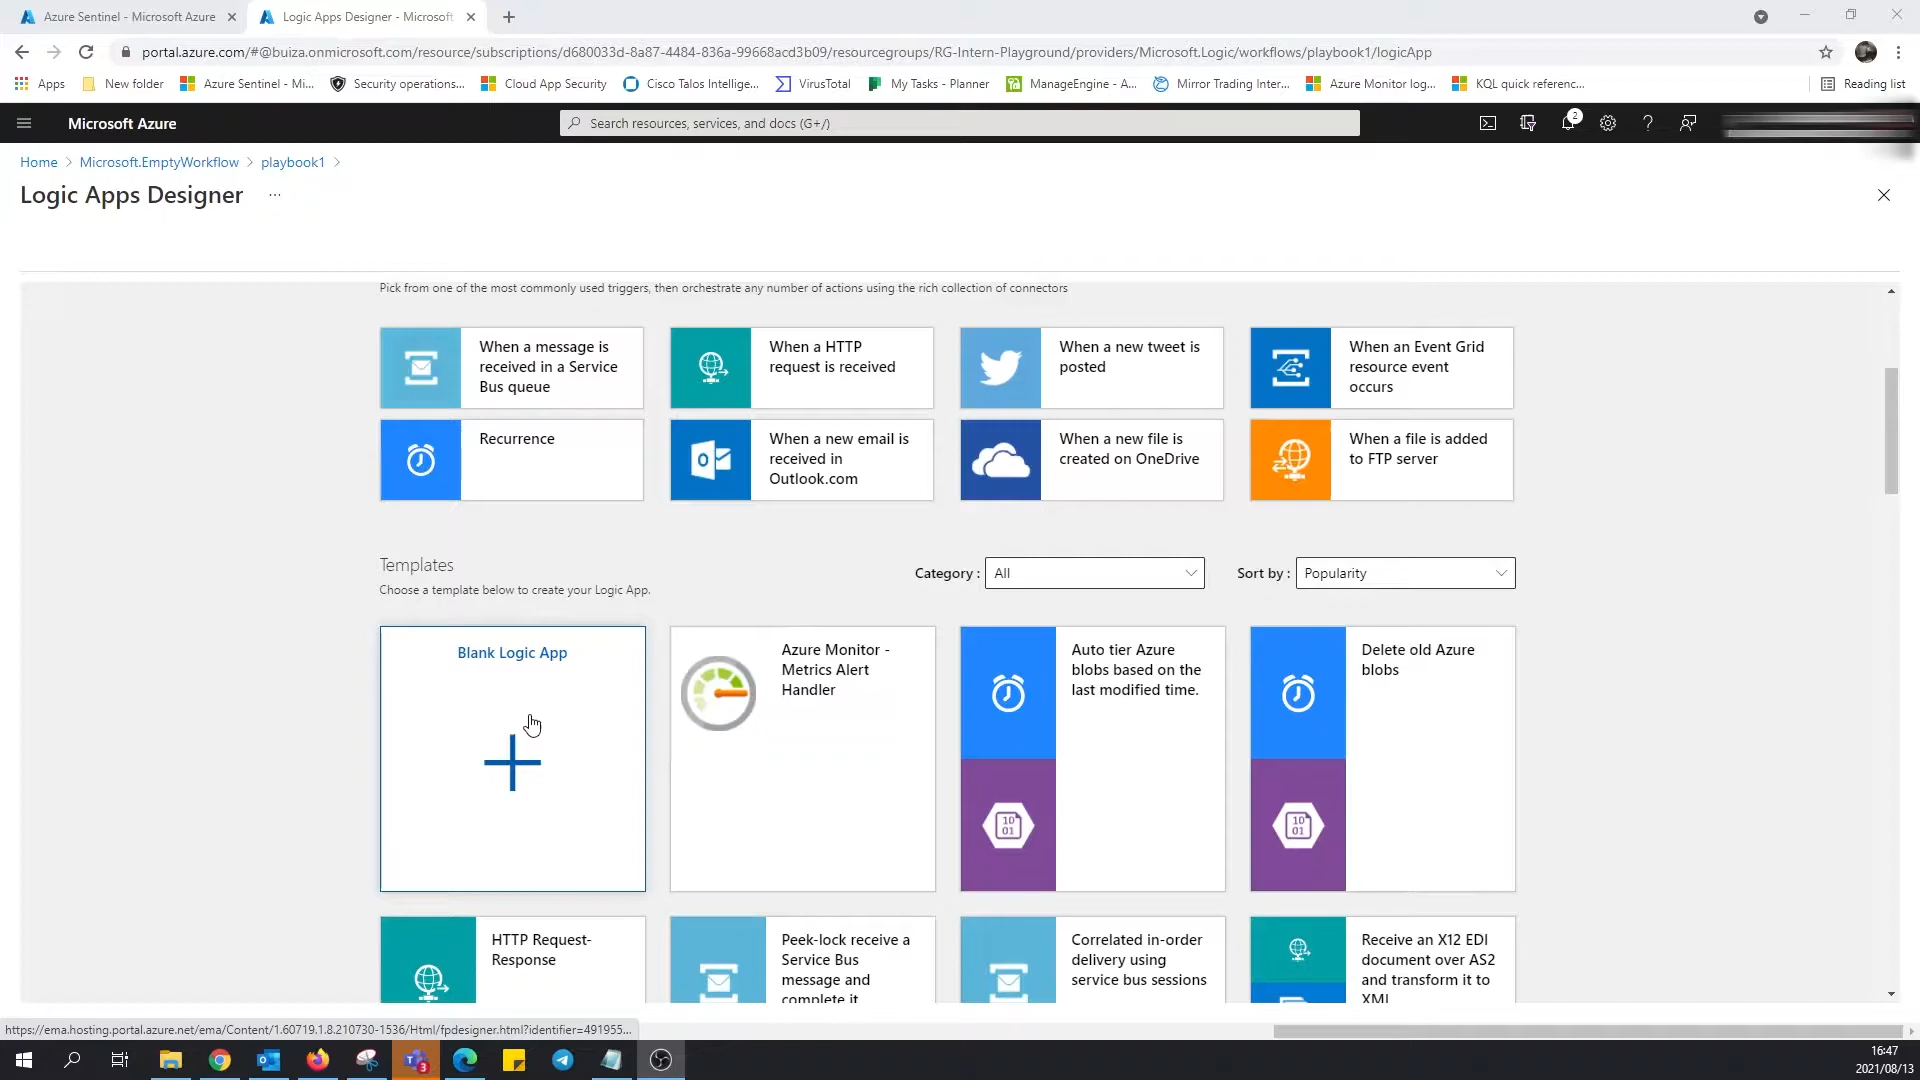 Azure Sentinel - Microsoft Azure
Logic Apps Designer - Microsoft
portal.azure.com/#@buiza.onmicrosoft.com/resource/subscriptions/d680033d-8a87-4484-836a-99668acd3b09/resourcegroups/RG-Intern-Playground/providers/Microsoft.Logic/workflows/playbook1/logicApp
Apps
New folder
Azure Sentinel - Mi...
Security operations...
Cloud App Security
Cisco Talos Intellige...
VirusTotal
My Tasks - Planner
ManageEngine - A...
Mirror Trading Inter...
Azure Monitor log...
KQL quick referenc...
Reading list
Microsoft Azure
Search resources, services, and docs (G+/)
2
Home > Microsoft.EmptyWorkflow > playbook1 >
Logic Apps Designer ...
Pick from one of the most commonly used triggers, then orchestrate any number of actions using the rich collection of connectors
When a message is
received in a Service
Bus queue
When a HTTP
request is received
When a new tweet is
posted
When an Event Grid
resource event
occurs
Recurrence
When a new email is
received in
Outlook.com
When a new file is
created on OneDrive
When a file is added
to FTP server
Templates
Choose a template below to create your Logic App.
Category : All
Sort by : Popularity
Blank Logic App
Azure Monitor -
Metrics Alert
Handler
Auto tier Azure
blobs based on the
last modified time.
10
01
Delete old Azure
blobs
10
01
HTTP Request-
Response
Peek-lock receive a
Service Bus
message and
complete it
Correlated in-order
delivery using
service bus sessions
Receive an X12 EDI
document over AS2
and transform it to
XML
https://ema.hosting.portal.azure.net/ema/Content/1.60719.1.8.210730-1536/Html/fpdesigner.html?identifier=491955...
3
16:47
2021/08/13